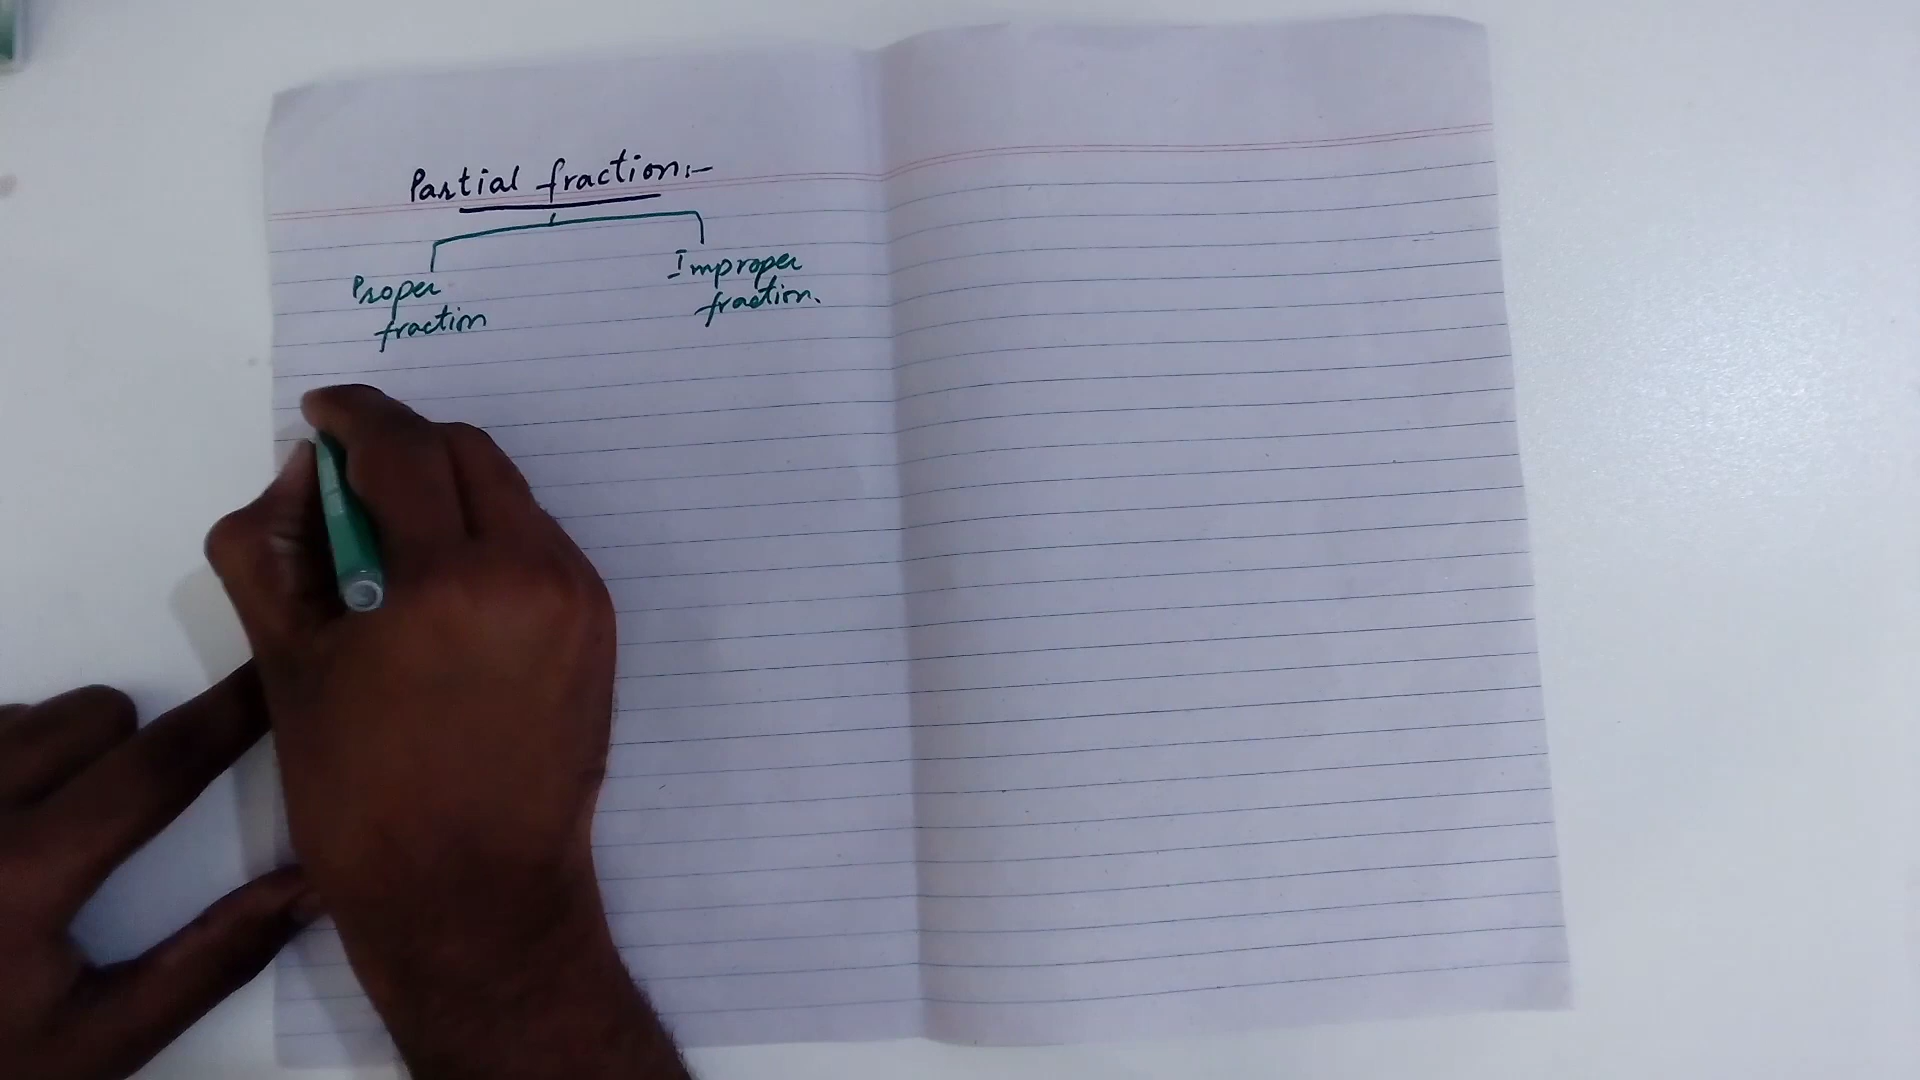 Partial fraction:-
Proper
fraction
Improper
fraction.